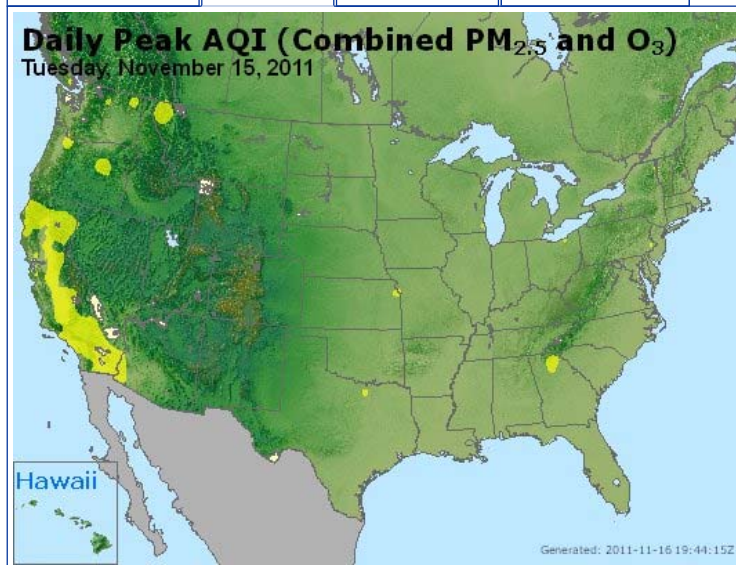 Daily Peak AQI (Combined PM2.5 and O3)
Tuesday, November 15, 2011
Hawaii
Generated: 2011-11-16 19:44:15Z